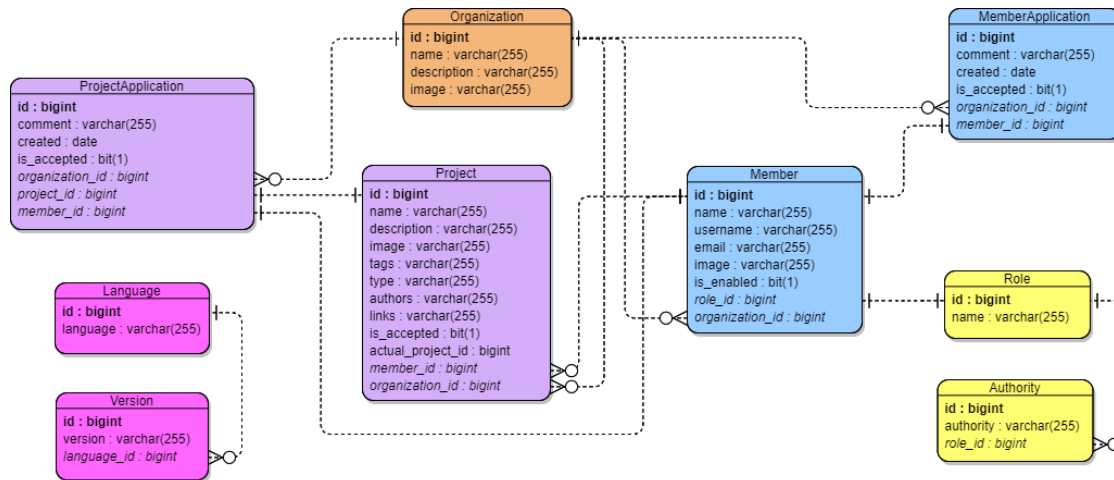 Organization
id : bigint
name : varchar(255)
description : varchar(255)
image : varchar(255)
MemberApplication
id : bigint
comment : varchar(255)
created : date
is_accepted : bit(1)
organization_id : bigint
member_id : bigint
ProjectApplication
id : bigint
comment : varchar(255)
created : date
is_accepted : bit(1)
organization_id : bigint
project_id : bigint
member_id : bigint
Project
id : bigint
name : varchar(255)
description : varchar(255)
image : varchar(255)
tags : varchar(255)
type : varchar(255)
authors : varchar(255)
links : varchar(255)
is_accepted : bit(1)
actual_project_id : bigint
member_id : bigint
organization_id : bigint
Member
id : bigint
name : varchar(255)
username : varchar(255)
email : varchar(255)
image : varchar(255)
is_enabled : bit(1)
role_id : bigint
organization_id : bigint
Language
id : bigint
language : varchar(255)
Role
id : bigint
name : varchar(255)
Version
id : bigint
version : varchar(255)
language_id : bigint
Authority
id : bigint
authority : varchar(255)
role_id : bigint